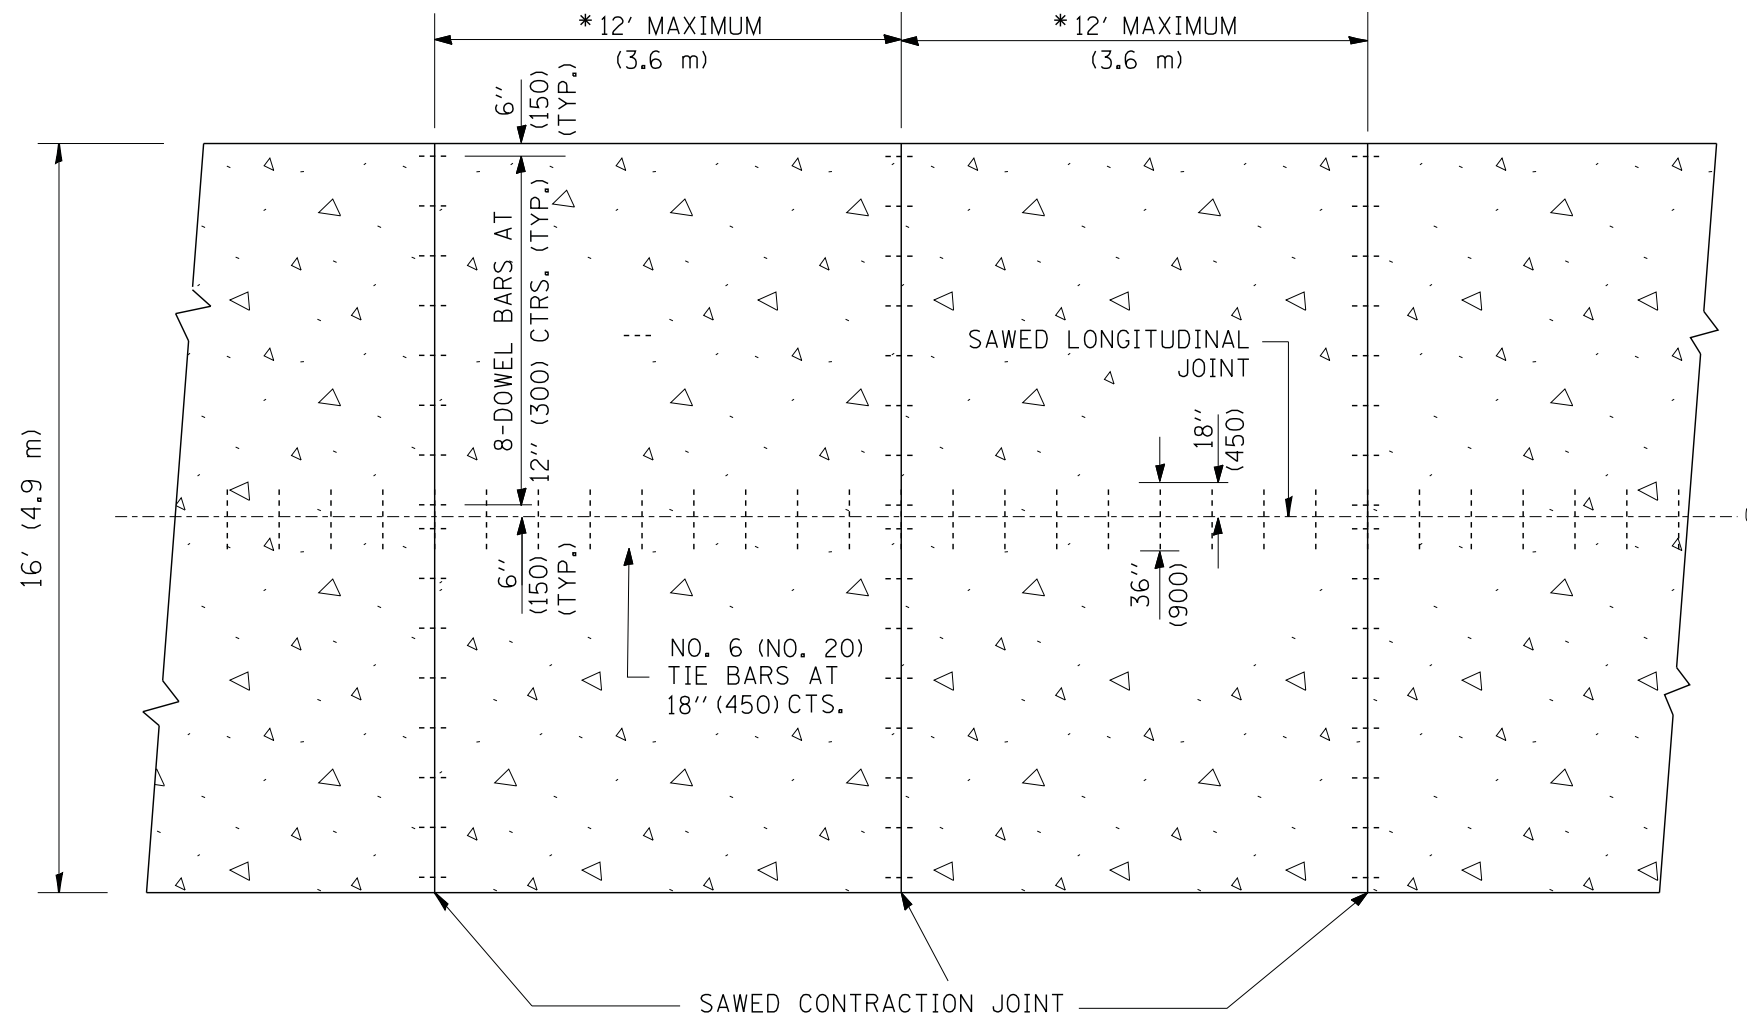 *12' MAXIMUM
(3.6 m)
*12' MAXIMUM
(3.6 m)
6''
(150)
(TYP.)
8-DOWEL BARS AT
12'' (300) CTRS. (TYP.)
SAWED LONGITUDINAL
JOINT
18''
(450)
16' (4.9 m)
6''
(150)
(TYP.)
36''
(900)
NO. 6 (NO. 20)
TIE BARS AT
18'' (450) CTS.
SAWED CONTRACTION JOINT